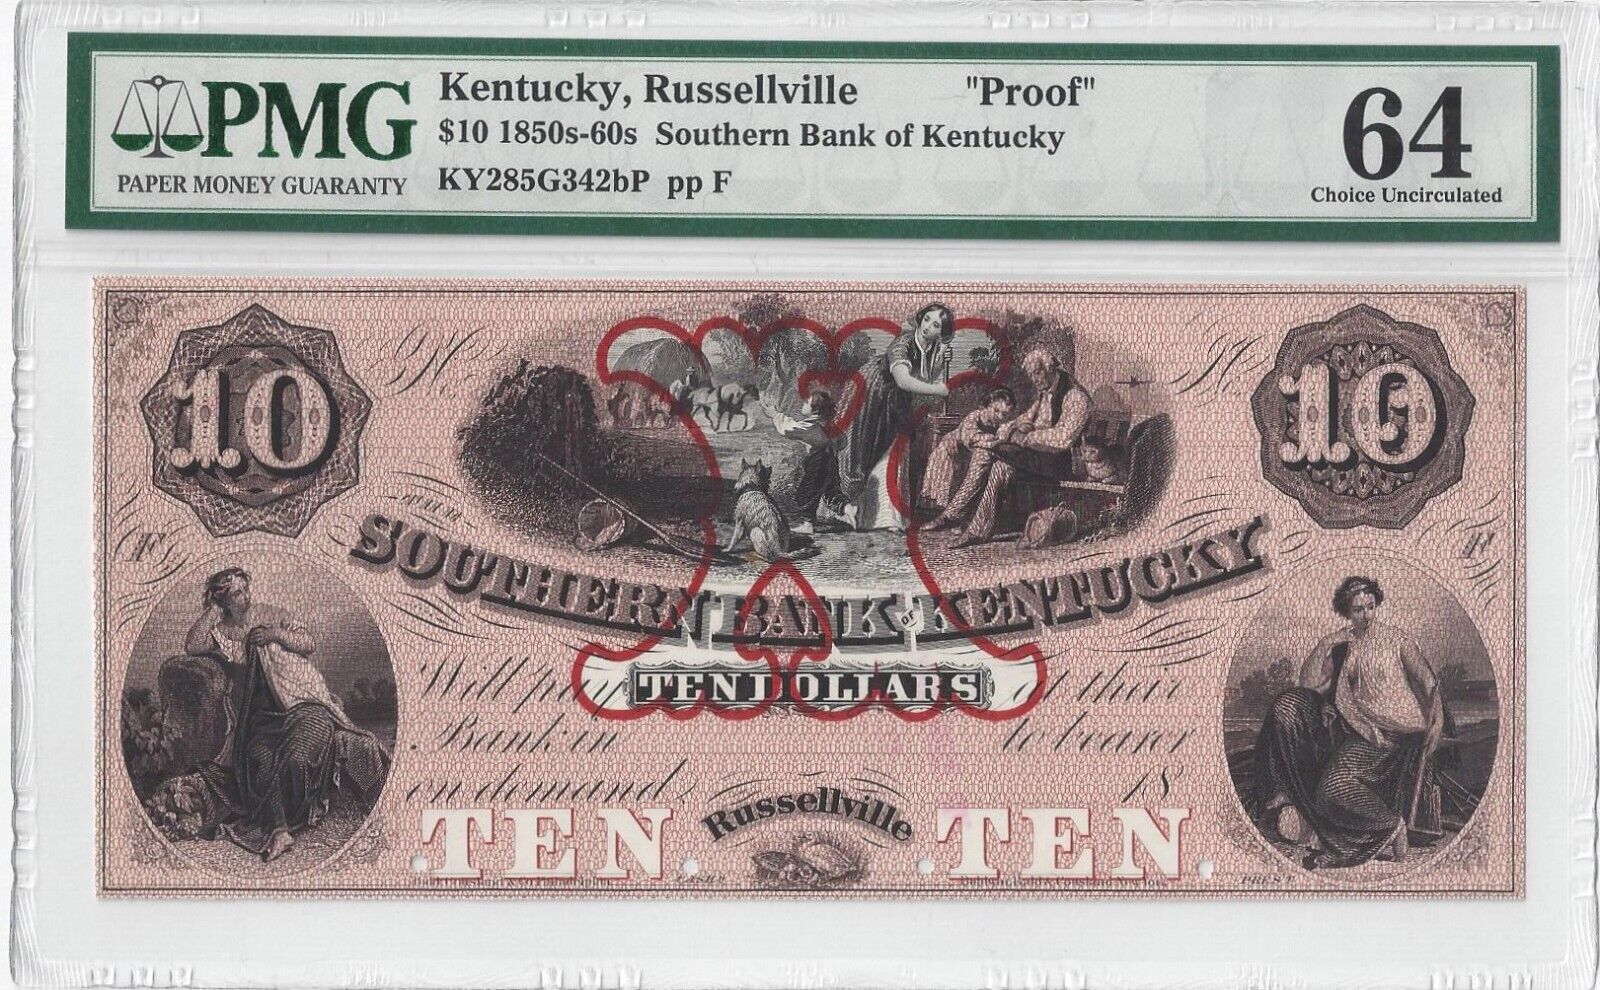 PMG
PAPER MONEY GUARANTY
Kentucky, Russellville "Proof"
$10 1850s-60s Southern Bank of Kentucky
KY285G342bP pp F
64
Choice Uncirculated
10
10
SOUTHERN BANK OF KENTUCKY
Will pay TEN DOLLARS at their
Bank in to bearer
on demand, 18
TEN Russellville TEN
CASHR
PREST